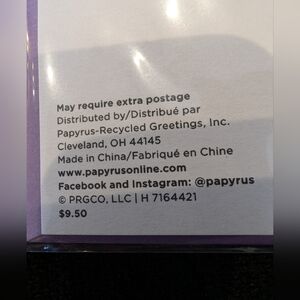 May require extra postage
Distributed by/Distribué par
Papyrus-Recycled Greetings, Inc.
Cleveland, OH 44145
Made in China/Fabriqué en Chine
www.papyrusonline.com
Facebook and Instagram: @papyrus
© PRGCO, LLC | H 7164421
$9.50